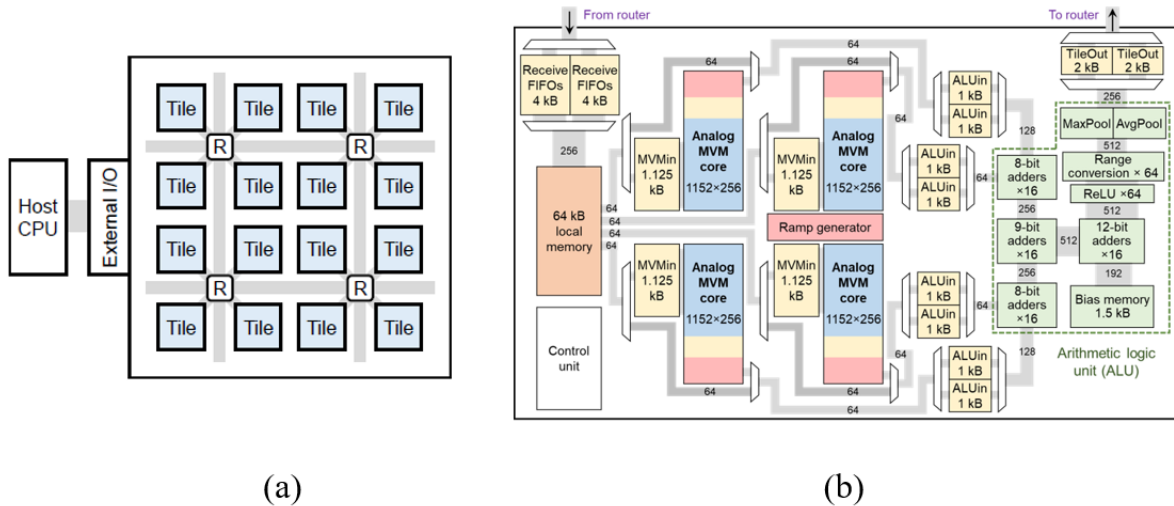 Host
CPU
External I/O
Tile
Tile
Tile
Tile
R
R
Tile
Tile
Tile
Tile
Tile
Tile
Tile
Tile
R
R
Tile
Tile
Tile
Tile
(a)
From router
To router
Receive
FIFOs
4 kB
Receive
FIFOs
4 kB
256
64 kB
local
memory
Control
unit
64
64
64
64
MVMin
1.125
kB
64
Analog
MVM
core
1152×256
MVMin
1.125
kB
64
Analog
MVM
core
1152×256
64
64
Ramp generator
MVMin
1.125
kB
Analog
MVM
core
1152×256
64
MVMin
1.125
kB
Analog
MVM
core
1152×256
64
64
64
ALUin
1 kB
ALUin
1 kB
128
ALUin
1 kB
ALUin
1 kB
64
ALUin
1 kB
ALUin
1 kB
64
ALUin
1 kB
ALUin
1 kB
128
TileOut
2 kB
TileOut
2 kB
256
MaxPool
AvgPool
512
Range
conversion × 64
ReLU ×64
512
8-bit
adders
×16
256
9-bit
adders
×16
512
12-bit
adders
×16
256
192
8-bit
adders
×16
Bias memory
1.5 kB
Arithmetic logic
unit (ALU)
(b)